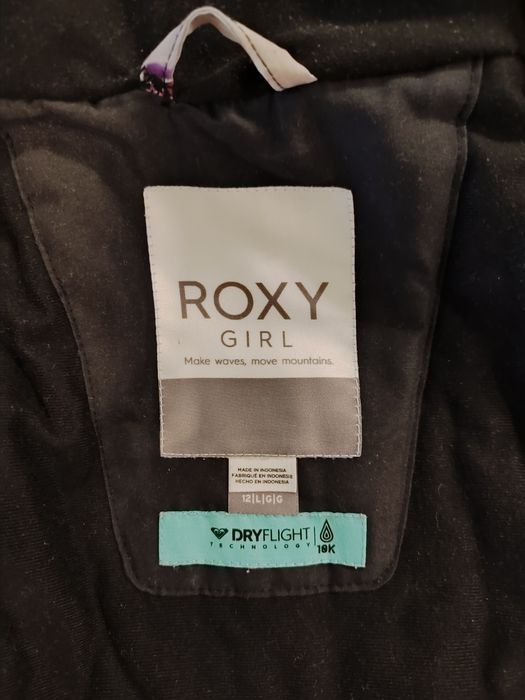 ROXY
GIRL
Make waves, move mountains.
MADE IN INDONESIA
FABRIQUÉ EN INDONÉSIE
HECHO EN INDONESIA
12|L|G|G
DRYFLIGHT
TECHNOLOGY
10K